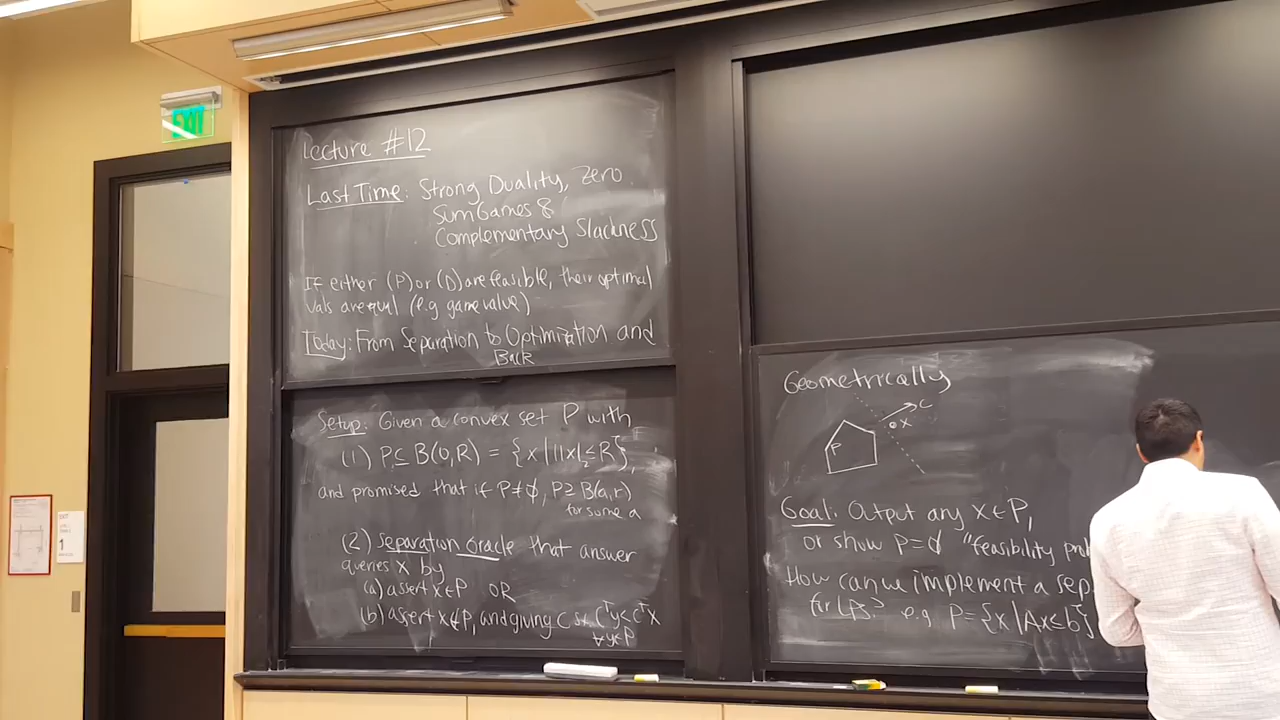 EXIT
Lecture #12
Last Time: Strong Duality, Zero
Sum Games &
Complementary Slackness
If either (P) or (D) are feasible, their optimal
vals are equal (e.g. game value)
Today: From Separation to Optimization and
Back
Setup: Given a convex set P with
(1) P ⊆ B(0,R) = {x | ||x||₂ ≤ R},
and promised that if P ≠ ∅, P ⊇ B(a,r)
for some a
(2) separation oracle that answer
queries x by
(a) assert x ∈ P OR
(b) assert x ∉ P, and giving C s.t. Cᵀy < Cᵀx
∀ y ∈ P
Geometrically
C
x
P
Goal: Output any x ∈ P,
or show P = ∅ "feasibility prob
How can we implement a sep
for LPs? e.g. P = {x | Ax ≤ b}
1